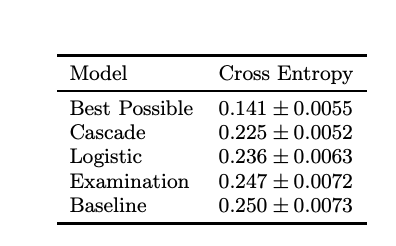 Model Cross Entropy
Best Possible 0.141 ± 0.0055
Cascade 0.225 ± 0.0052
Logistic 0.236 ± 0.0063
Examination 0.247 ± 0.0072
Baseline 0.250 ± 0.0073